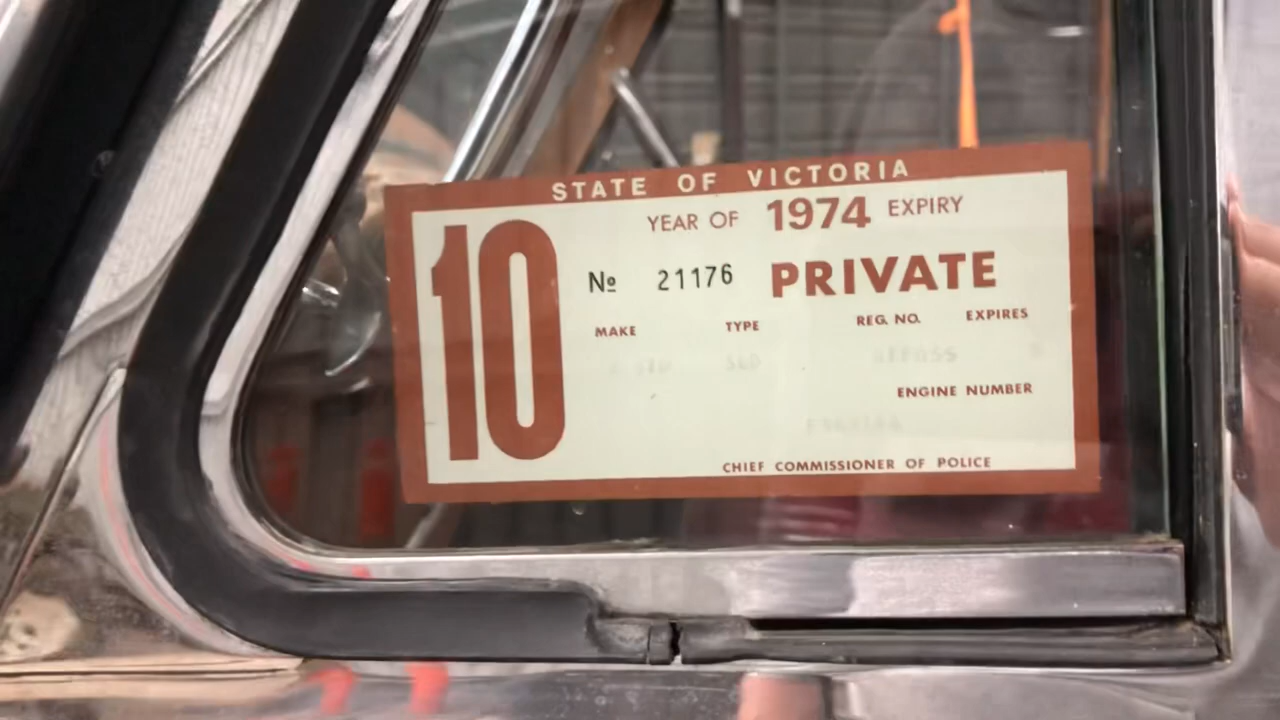 STATE OF VICTORIA
YEAR OF 1974 EXPIRY
10
Nº 21176 PRIVATE
MAKE TYPE REG. NO. EXPIRES
SED
ENGINE NUMBER
CHIEF COMMISSIONER OF POLICE